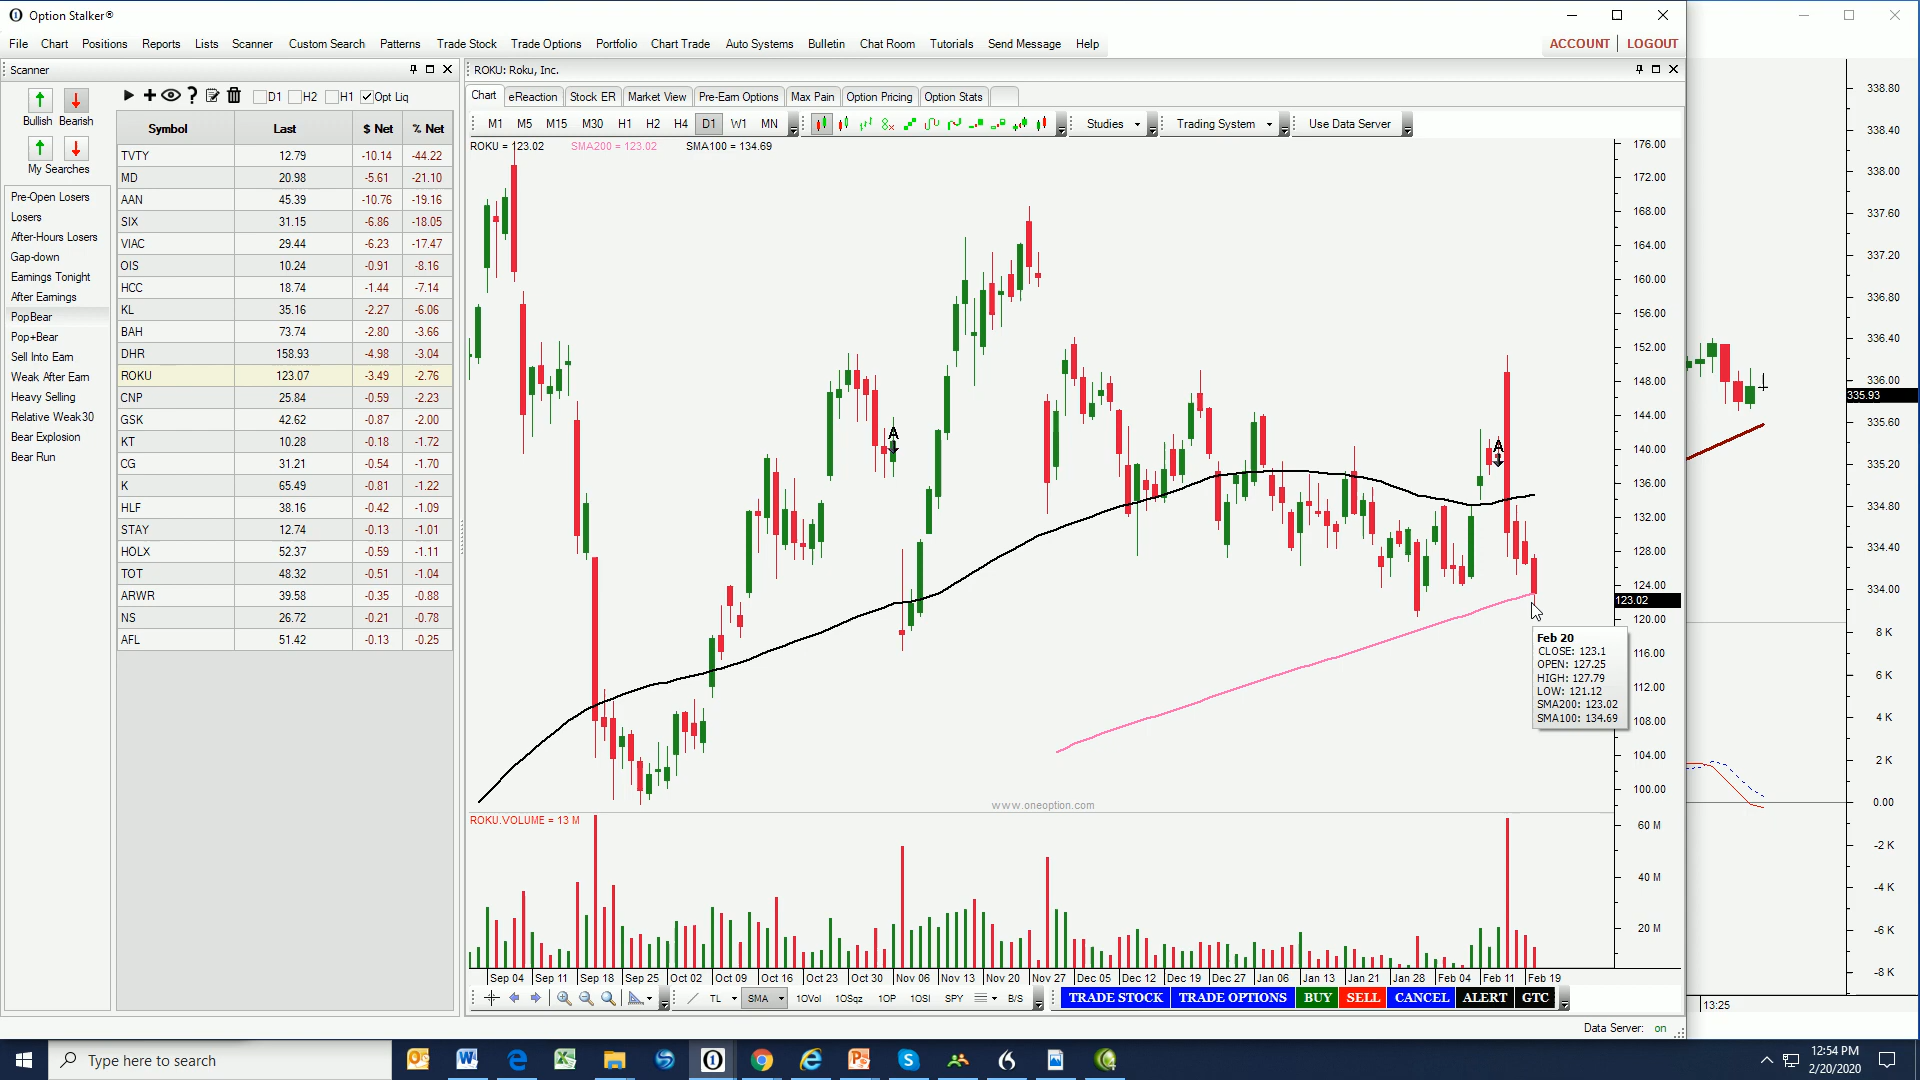 Option Stalker®
File Chart Positions Reports Lists Scanner Custom Search Patterns Trade Stock Trade Options Portfolio Chart Trade Auto Systems Bulletin Chat Room Tutorials Send Message Help
ACCOUNT LOGOUT
Scanner
Bullish Bearish
My Searches
D1 H2 H1 Opt Liq
Pre-Open Losers
Losers
After-Hours Losers
Gap-down
Earnings Tonight
After Earnings
PopBear
Pop+Bear
Sell Into Earn
Weak After Earn
Heavy Selling
Relative Weak30
Bear Explosion
Bear Run
Symbol Last $ Net % Net
TVTY 12.79 -10.14 -44.22
MD 20.98 -5.61 -21.10
AAN 45.39 -10.76 -19.16
SIX 31.15 -6.86 -18.05
VIAC 29.44 -6.23 -17.47
OIS 10.24 -0.91 -8.16
HCC 18.74 -1.44 -7.14
KL 35.16 -2.27 -6.06
BAH 73.74 -2.80 -3.66
DHR 158.93 -4.98 -3.04
ROKU 123.07 -3.49 -2.76
CNP 25.84 -0.59 -2.23
GSK 42.62 -0.87 -2.00
KT 10.28 -0.18 -1.72
CG 31.21 -0.54 -1.70
K 65.49 -0.81 -1.22
HLF 38.16 -0.42 -1.09
STAY 12.74 -0.13 -1.01
HOLX 52.37 -0.59 -1.11
TOT 48.32 -0.51 -1.04
ARWR 39.58 -0.35 -0.88
NS 26.72 -0.21 -0.78
AFL 51.42 -0.13 -0.25
ROKU: Roku, Inc.
Chart eReaction Stock ER Market View Pre-Earn Options Max Pain Option Pricing Option Stats
M1 M5 M15 M30 H1 H2 H4 D1 W1 MN Studies Trading System Use Data Server
ROKU = 123.02 SMA200 = 123.02 SMA100 = 134.69
176.00
172.00
168.00
164.00
160.00
156.00
152.00
148.00
144.00
140.00
136.00
132.00
128.00
124.00
123.02
120.00
116.00
112.00
108.00
104.00
100.00
A
A
Feb 20
CLOSE: 123.1
OPEN: 127.25
HIGH: 127.79
LOW: 121.12
SMA200: 123.02
SMA100: 134.69
www.oneoption.com
ROKU.VOLUME = 13 M
60 M
40 M
20 M
Sep 04 Sep 11 Sep 18 Sep 25 Oct 02 Oct 09 Oct 16 Oct 23 Oct 30 Nov 06 Nov 13 Nov 20 Nov 27 Dec 05 Dec 12 Dec 19 Dec 27 Jan 06 Jan 13 Jan 21 Jan 28 Feb 04 Feb 11 Feb 19
TL SMA 1OVol 1OSqz 1OP 1OSI SPY B/S TRADE STOCK TRADE OPTIONS BUY SELL CANCEL ALERT GTC
Data Server: on
338.80
338.40
338.00
337.60
337.20
336.80
336.40
336.00
335.93
335.60
335.20
334.80
334.40
334.00
8 K
6 K
4 K
2 K
0.00
-2 K
-4 K
-6 K
-8 K
13:25
Type here to search
12:54 PM
2/20/2020